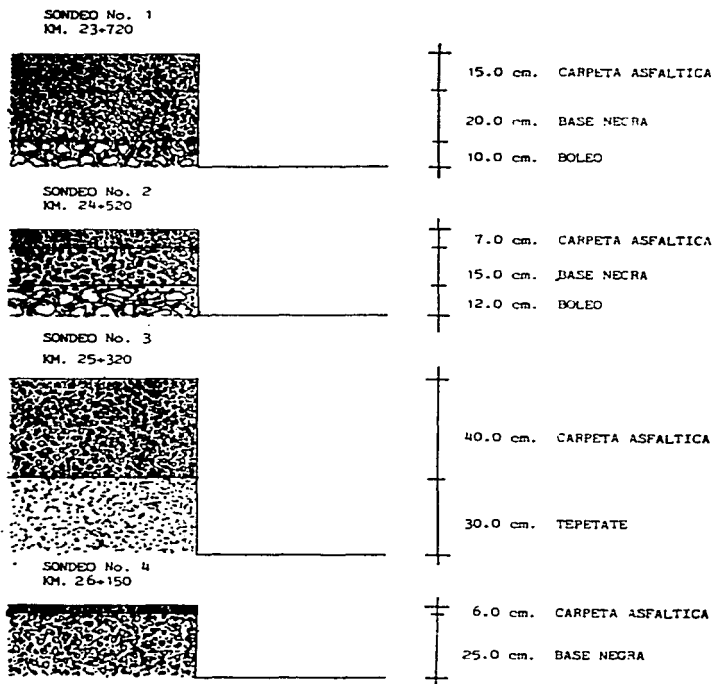 SONDEO No. 1
KM. 23+720
15.0 cm. CARPETA ASFALTICA
20.0 cm. BASE NEGRA
10.0 cm. BOLEO
SONDEO No. 2
KM. 24+520
7.0 cm. CARPETA ASFALTICA
15.0 cm. BASE NEGRA
12.0 cm. BOLEO
SONDEO No. 3
KM. 25+320
40.0 cm. CARPETA ASFALTICA
30.0 cm. TEPETATE
SONDEO No. 4
KM. 26+150
6.0 cm. CARPETA ASFALTICA
25.0 cm. BASE NEGRA